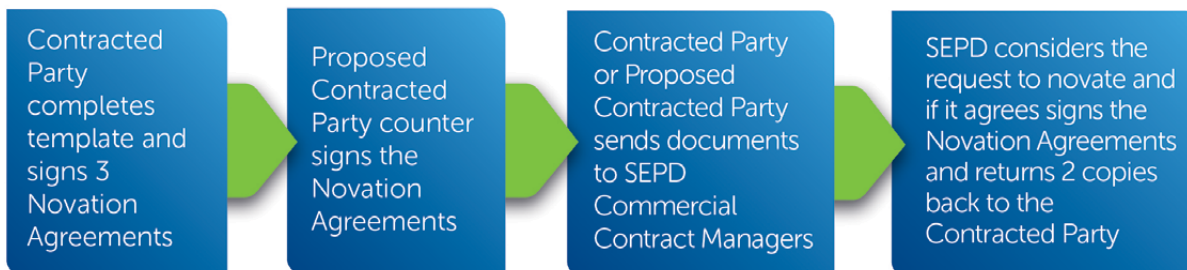 Contracted
Party
completes
template and
signs 3
Novation
Agreements
Proposed
Contracted
Party counter
signs the
Novation
Agreements
Contracted Party
or Proposed
Contracted Party
sends documents
to SEPD
Commercial
Contract Managers
SEPD considers the
request to novate and
if it agrees signs the
Novation Agreements
and returns 2 copies
back to the
Contracted Party